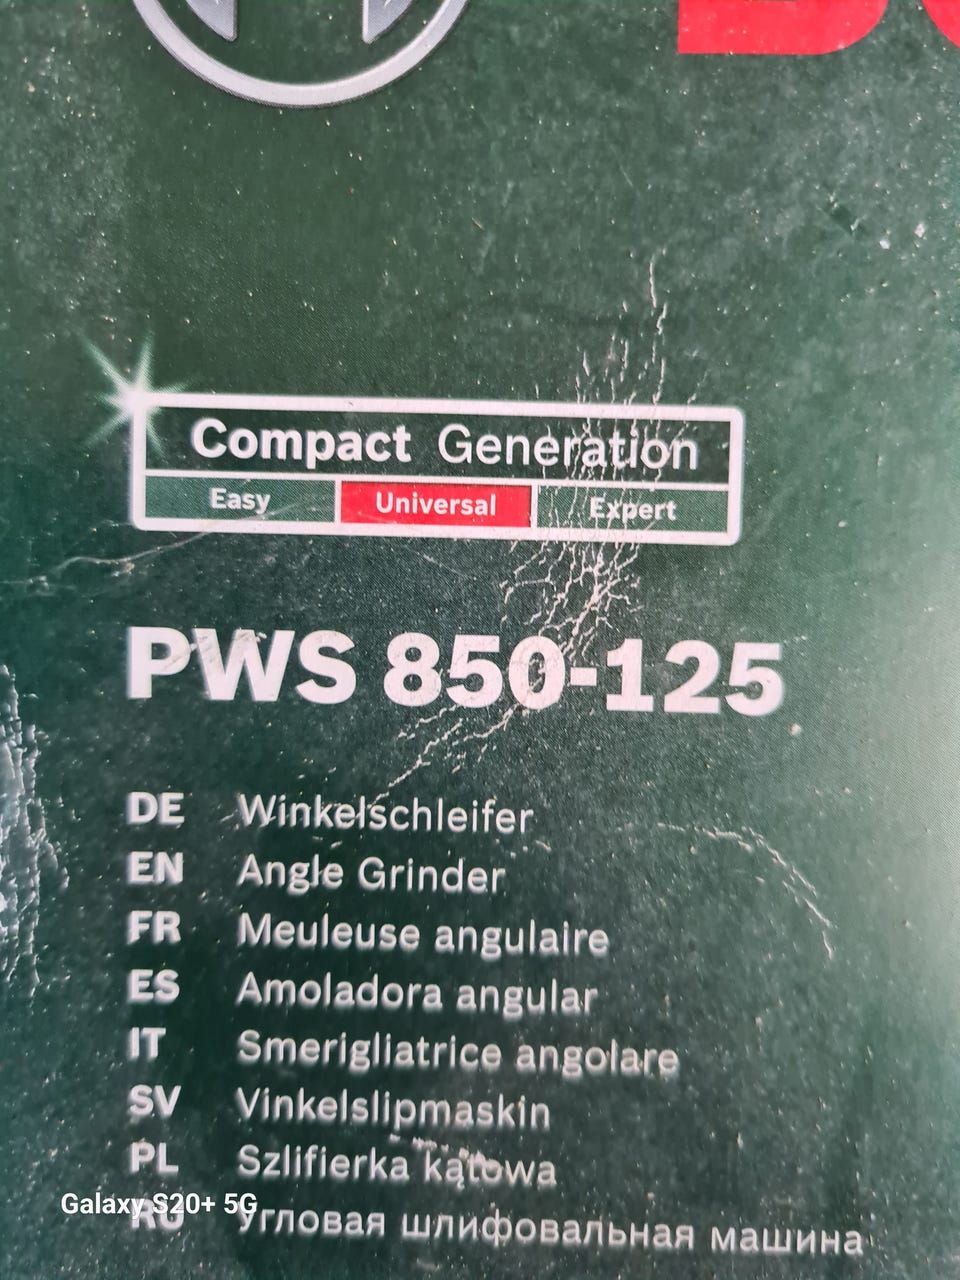 Compact Generation
Easy Universal Expert
PWS 850-125
DE Winkelschleifer
EN Angle Grinder
FR Meuleuse angulaire
ES Amoladora angular
IT Smerigliatrice angolare
SV Vinkelslipmaskin
PL Szlifierka kątowa
RU Угловая шлифовальная машина
Galaxy S20+ 5G